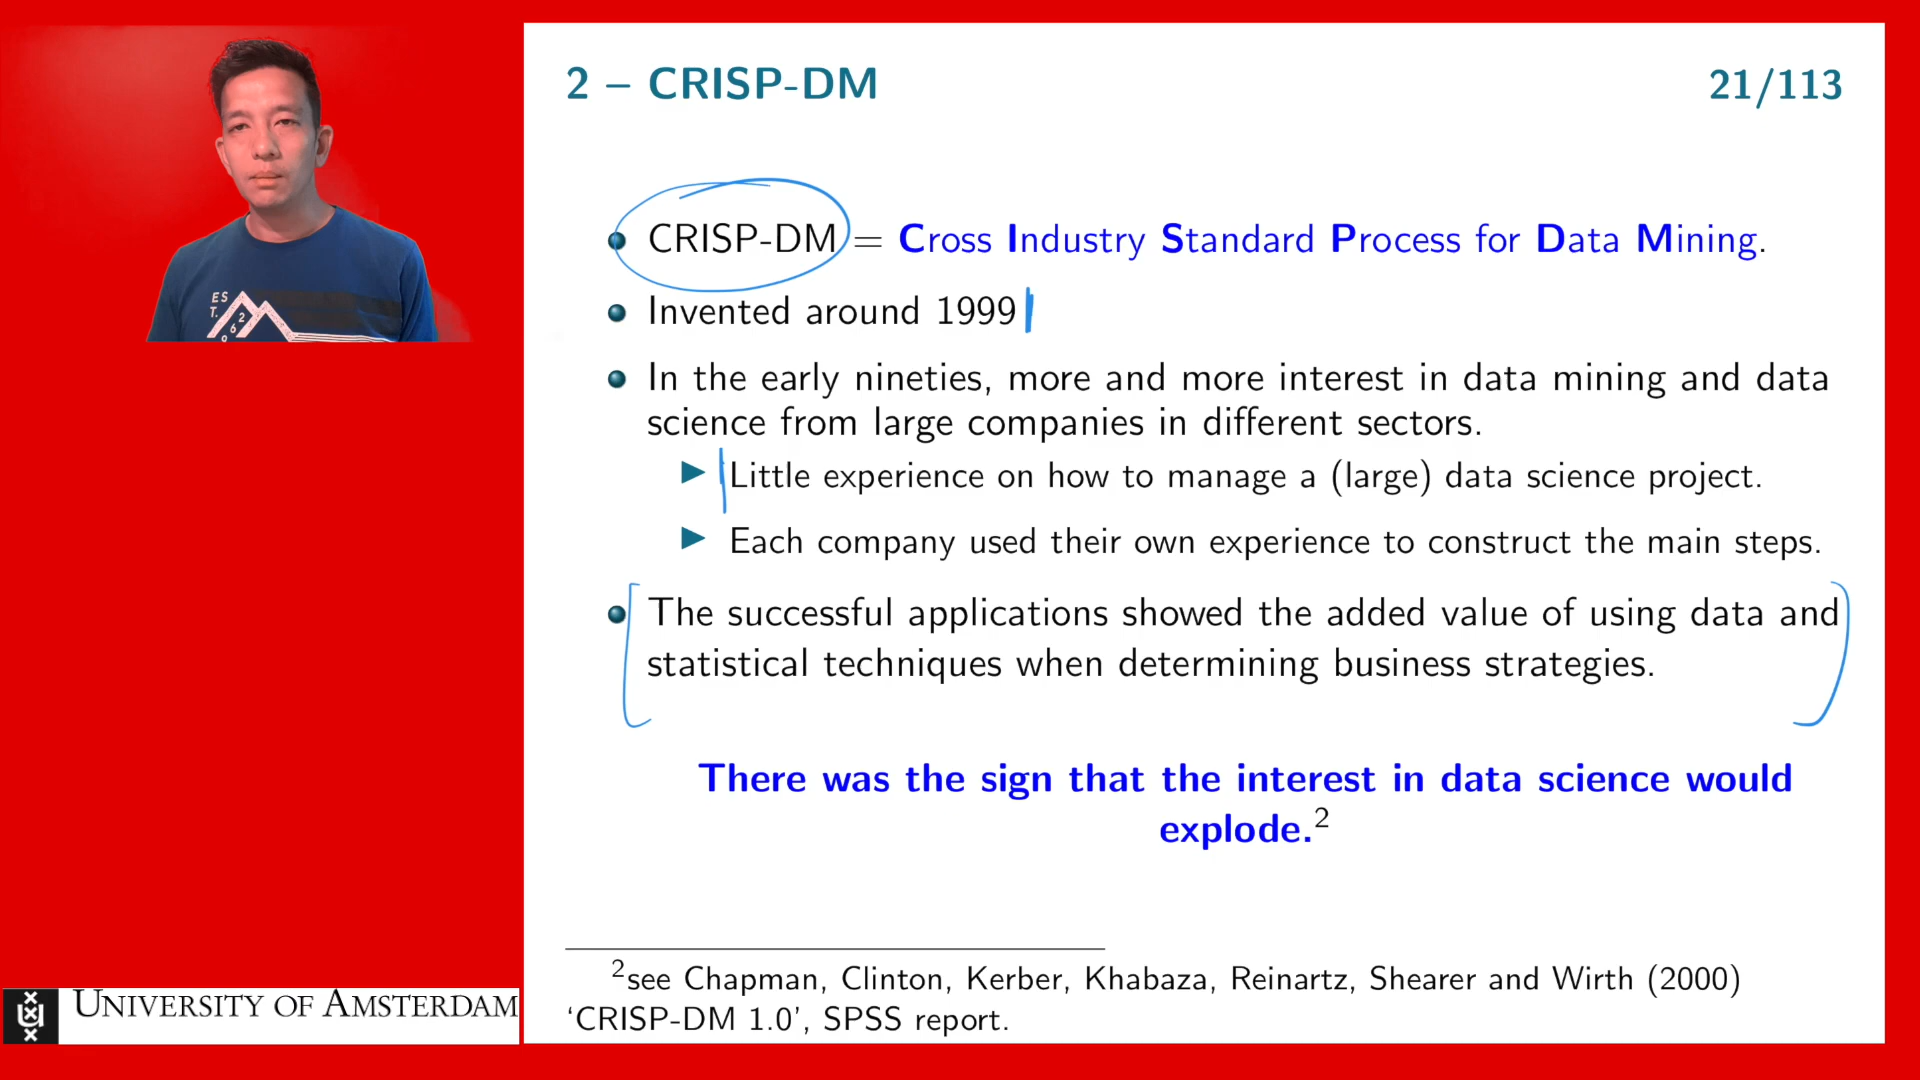 2 – CRISP-DM
21/113
CRISP-DM = Cross Industry Standard Process for Data Mining.
Invented around 1999
In the early nineties, more and more interest in data mining and data
science from large companies in different sectors.
Little experience on how to manage a (large) data science project.
Each company used their own experience to construct the main steps.
The successful applications showed the added value of using data and
statistical techniques when determining business strategies.
There was the sign that the interest in data science would
explode.²
²see Chapman, Clinton, Kerber, Khabaza, Reinartz, Shearer and Wirth (2000)
‘CRISP-DM 1.0’, SPSS report.
ES
T.
UNIVERSITY OF AMSTERDAM